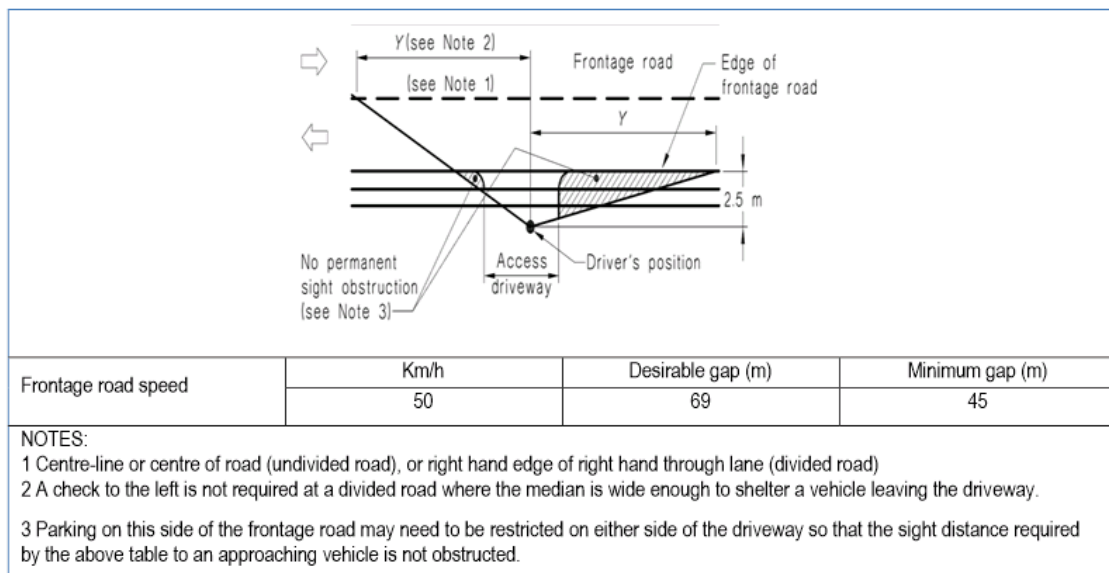 Y(see Note 2)
Frontage road
Edge of
frontage road
(see Note 1)
Y
2.5 m
No permanent
sight obstruction
(see Note 3)
Access
driveway
Driver's position
Frontage road speed
Km/h
Desirable gap (m)
Minimum gap (m)
50
69
45
NOTES:
1 Centre-line or centre of road (undivided road), or right hand edge of right hand through lane (divided road)
2 A check to the left is not required at a divided road where the median is wide enough to shelter a vehicle leaving the driveway.
3 Parking on this side of the frontage road may need to be restricted on either side of the driveway so that the sight distance required
by the above table to an approaching vehicle is not obstructed.